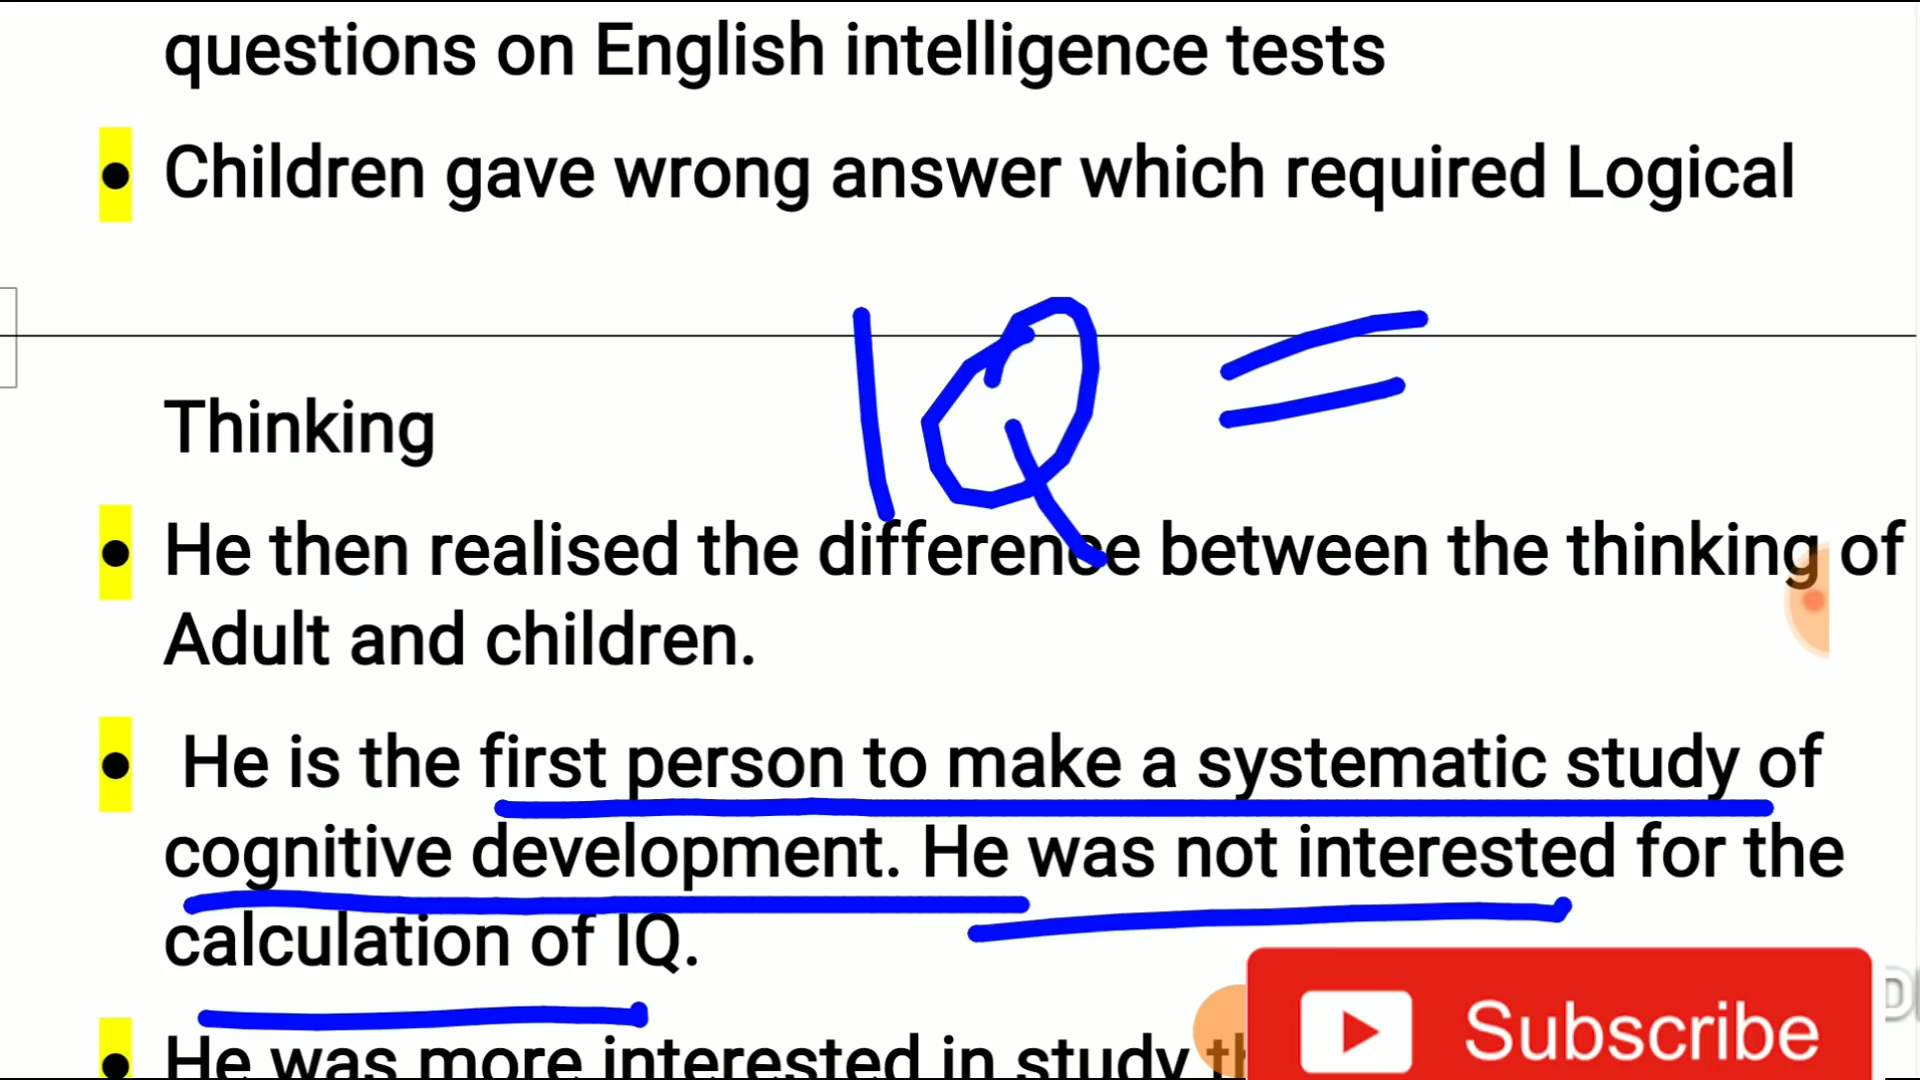 questions on English intelligence tests
• Children gave wrong answer which required Logical
IQ =
Thinking
• He then realised the difference between the thinking of
Adult and children.
• He is the first person to make a systematic study of
cognitive development. He was not interested for the
calculation of IQ.
• He was more interested in study
Subscribe